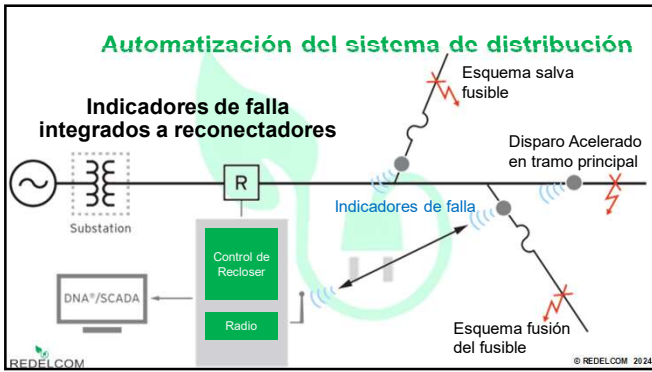 Automatización del sistema de distribución
Indicadores de falla
integrados a reconectadores
Esquema salva
fusible
Disparo Acelerado
en tramo principal
R
Substation
Indicadores de falla
Control de
Recloser
DNA®/SCADA
Radio
Esquema fusión
del fusible
REDELCOM
© REDELCOM 2024